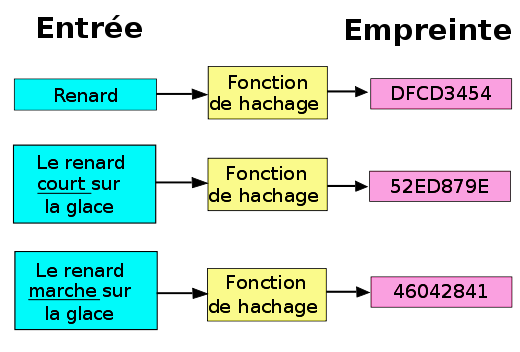 Entrée
Empreinte
Renard
Fonction
de hachage
DFCD3454
Le renard
court sur
la glace
Fonction
de hachage
52ED879E
Le renard
marche sur
la glace
Fonction
de hachage
46042841